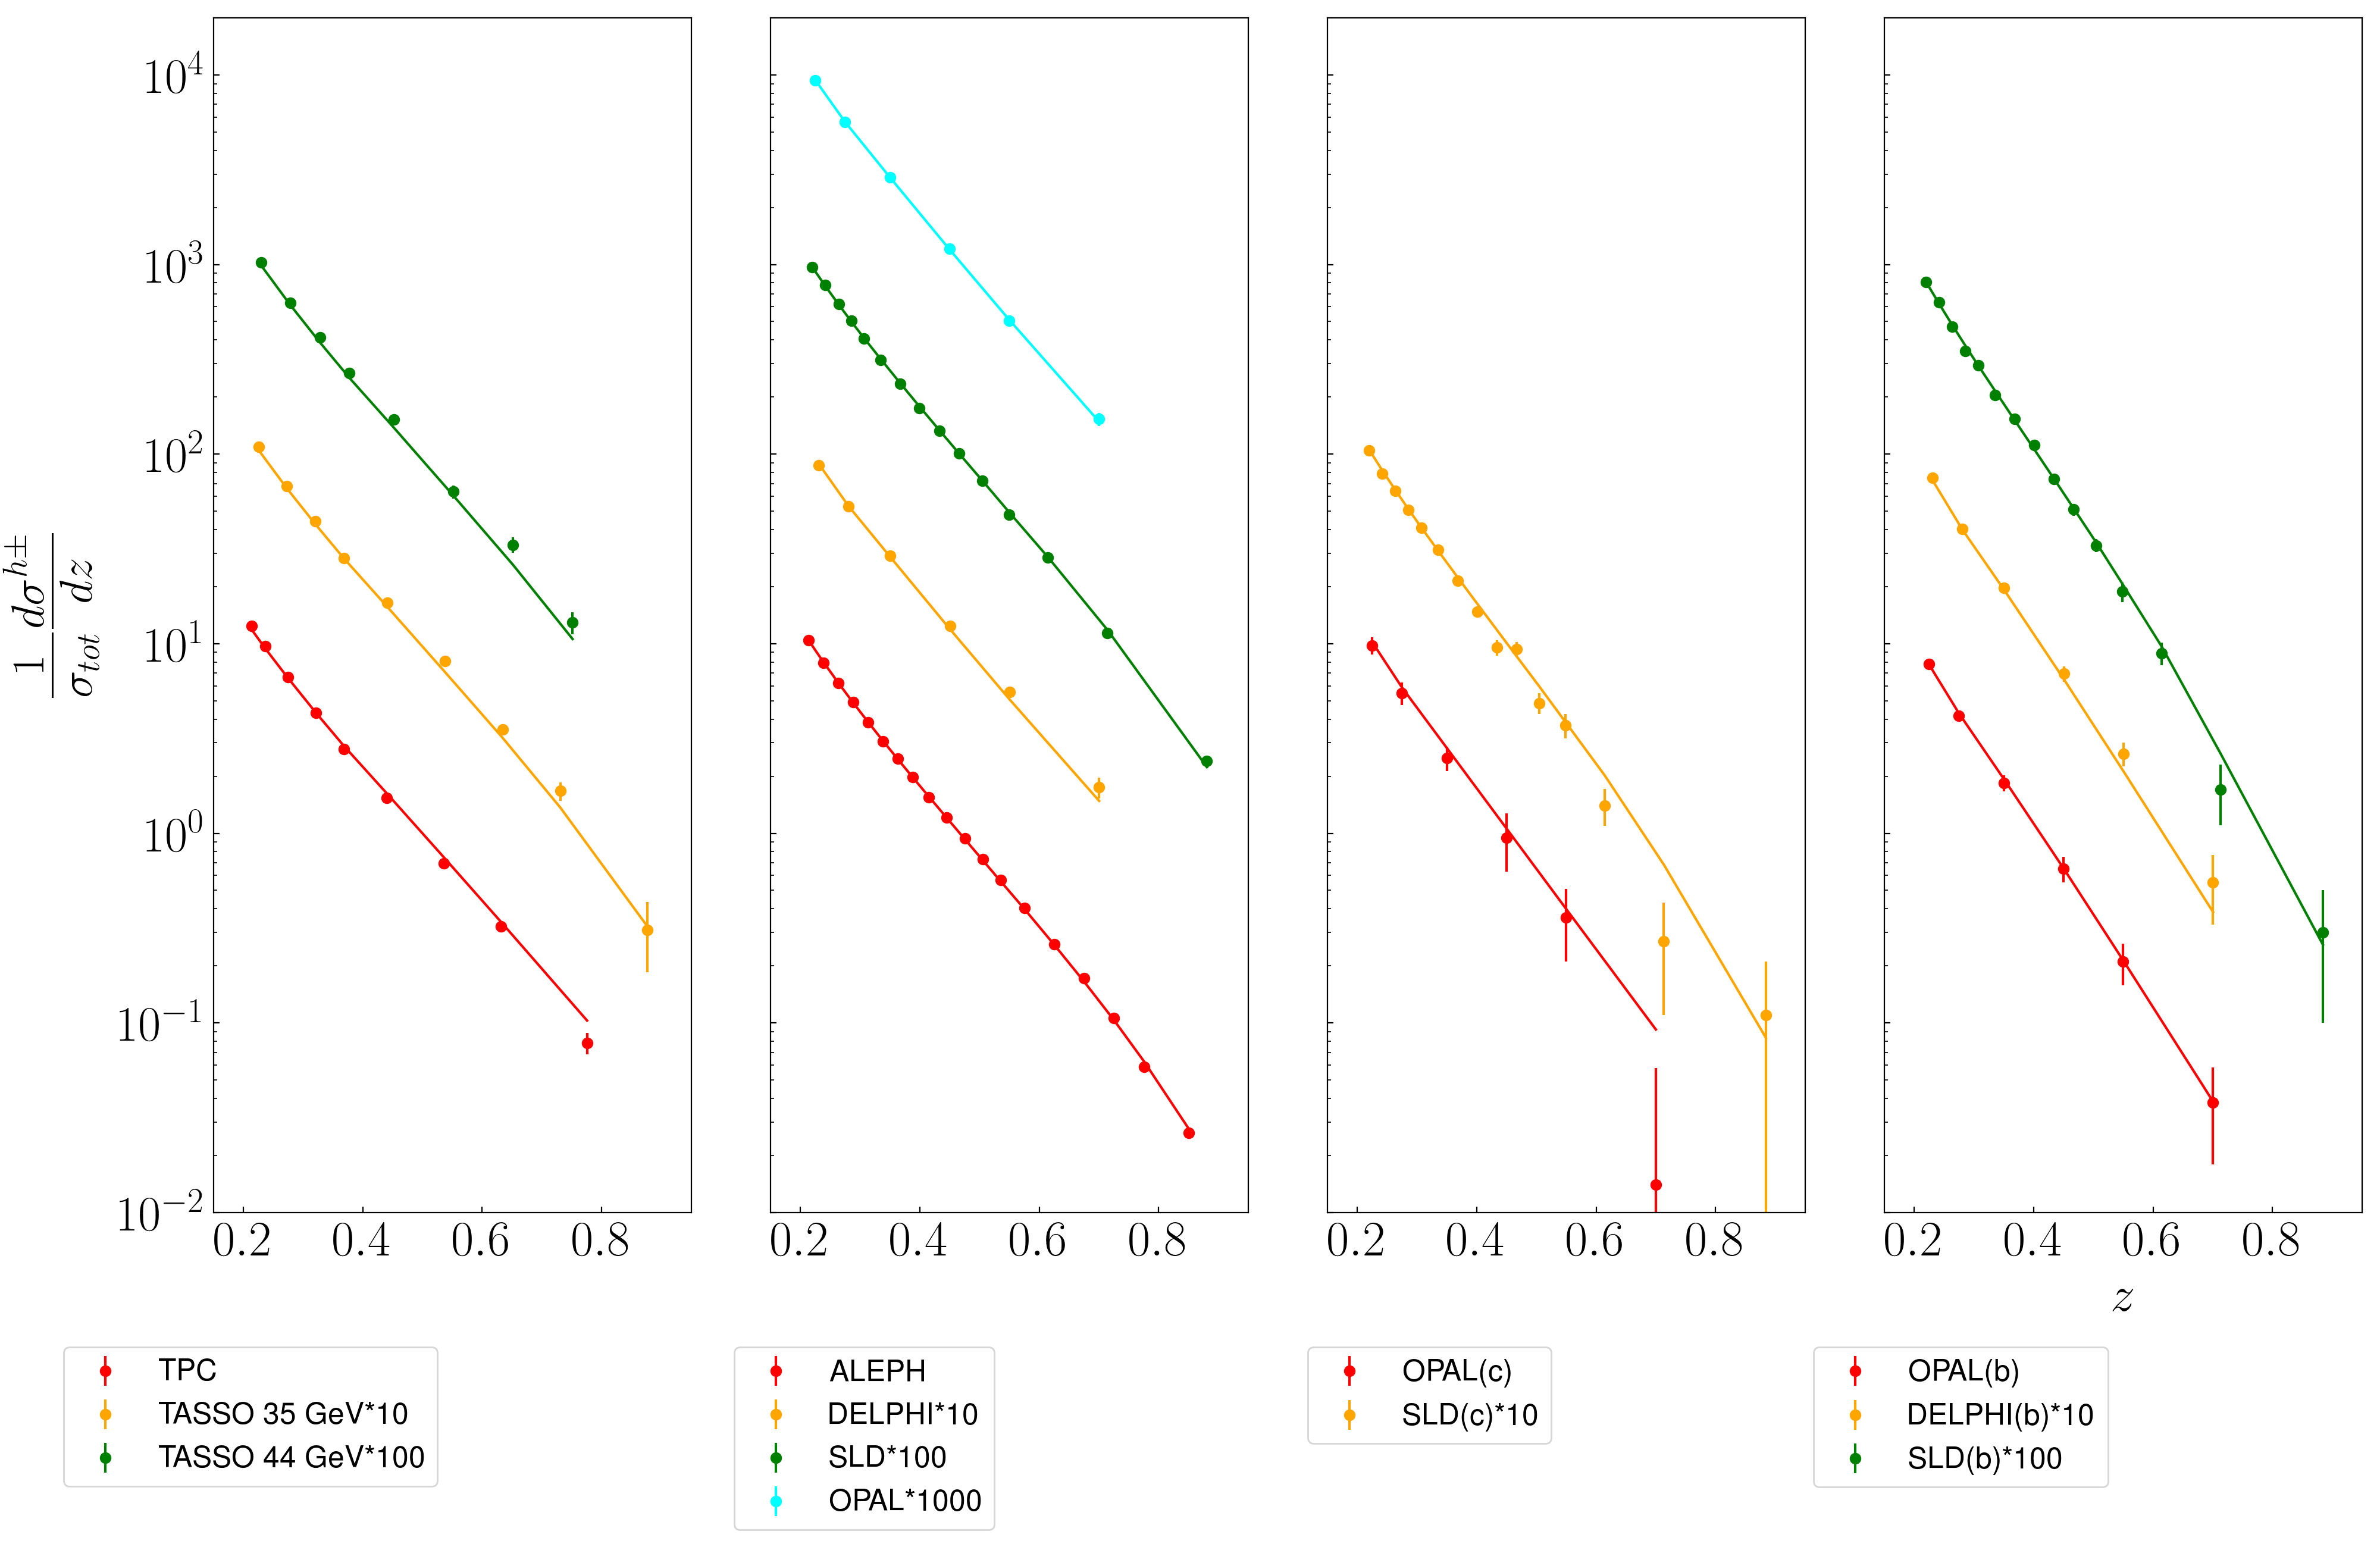 10^4
10^3
10^2
10^1
10^0
10^−1
10^−2
1 dσ^{h±}
σ_{tot} dz
0.2 0.4 0.6 0.8
0.2 0.4 0.6 0.8
0.2 0.4 0.6 0.8
0.2 0.4 0.6 0.8
z
TPC
TASSO 35 GeV*10
TASSO 44 GeV*100
ALEPH
DELPHI*10
SLD*100
OPAL*1000
OPAL(c)
SLD(c)*10
OPAL(b)
DELPHI(b)*10
SLD(b)*100